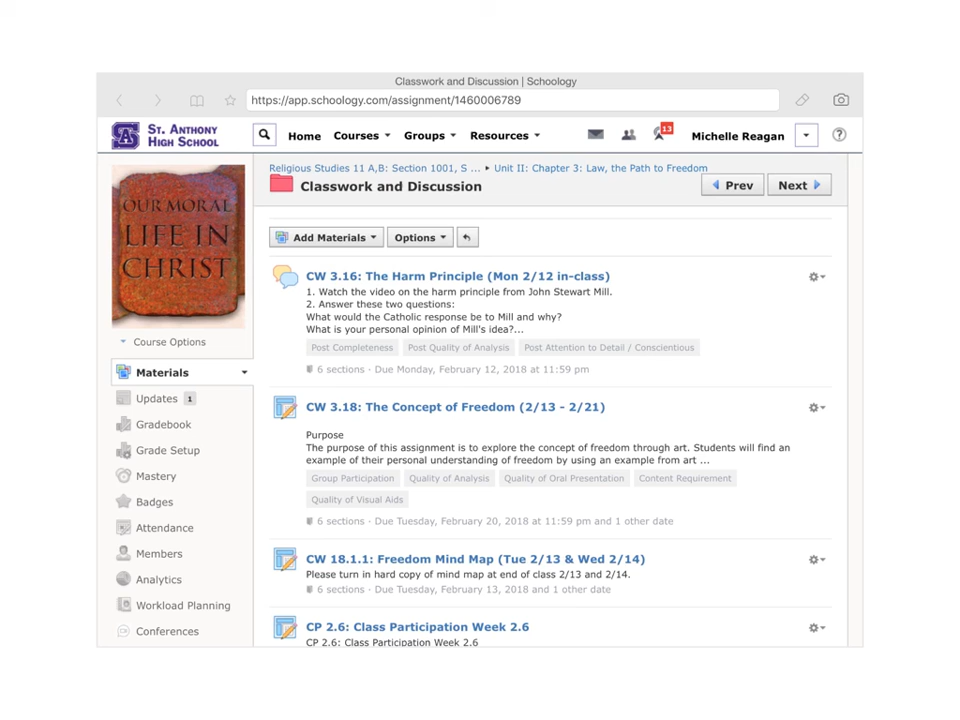 Classwork and Discussion | Schoology
https://app.schoology.com/assignment/1460006789
ST. ANTHONY
HIGH SCHOOL
Home Courses Groups Resources 13 Michelle Reagan ?
Religious Studies 11 A,B: Section 1001, S ... ▸ Unit II: Chapter 3: Law, the Path to Freedom
Classwork and Discussion
Prev Next
OUR MORAL
LIFE IN
CHRIST
Course Options
Materials
Updates 1
Gradebook
Grade Setup
Mastery
Badges
Attendance
Members
Analytics
Workload Planning
Conferences
Add Materials Options
CW 3.16: The Harm Principle (Mon 2/12 in-class)
1. Watch the video on the harm principle from John Stewart Mill.
2. Answer these two questions:
What would the Catholic response be to Mill and why?
What is your personal opinion of Mill's idea?...
Post Completeness Post Quality of Analysis Post Attention to Detail / Conscientious
6 sections · Due Monday, February 12, 2018 at 11:59 pm
CW 3.18: The Concept of Freedom (2/13 - 2/21)
Purpose
The purpose of this assignment is to explore the concept of freedom through art. Students will find an
example of their personal understanding of freedom by using an example from art ...
Group Participation Quality of Analysis Quality of Oral Presentation Content Requirement
Quality of Visual Aids
6 sections · Due Tuesday, February 20, 2018 at 11:59 pm and 1 other date
CW 18.1.1: Freedom Mind Map (Tue 2/13 & Wed 2/14)
Please turn in hard copy of mind map at end of class 2/13 and 2/14.
6 sections · Due Tuesday, February 13, 2018 and 1 other date
CP 2.6: Class Participation Week 2.6
CP 2.6: Class Participation Week 2.6